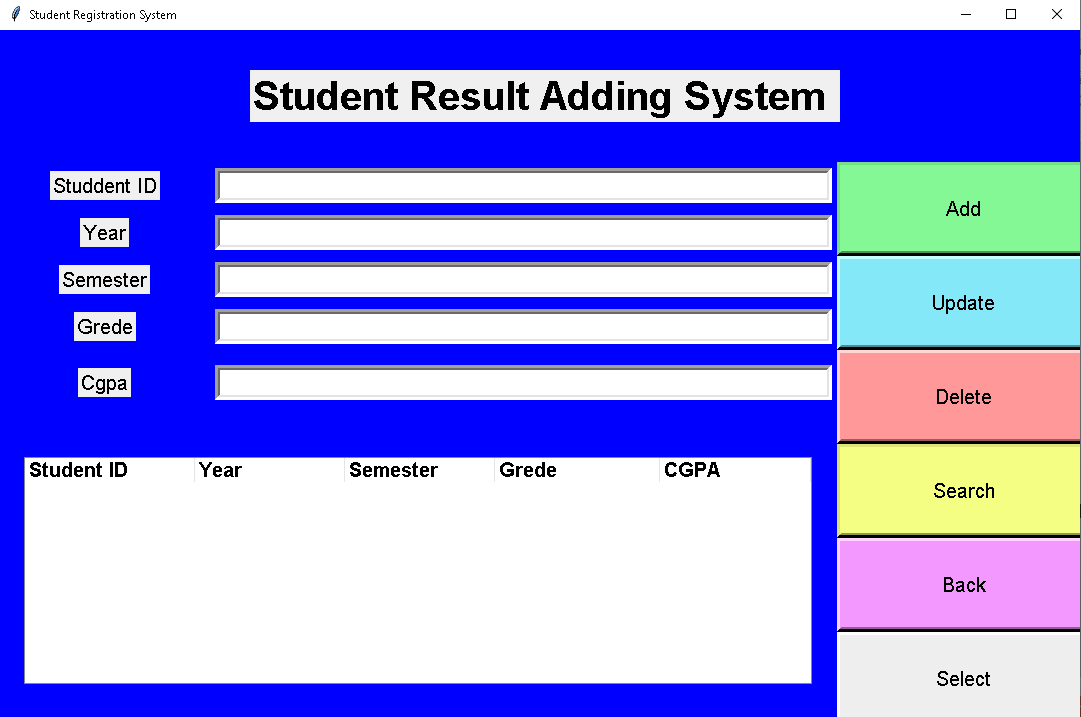 Student Registration System
Student Result Adding System
Studdent ID
Add
Year
Semester
Update
Grede
Cgpa
Delete
Student ID Year Semester Grede CGPA
Search
Back
Select